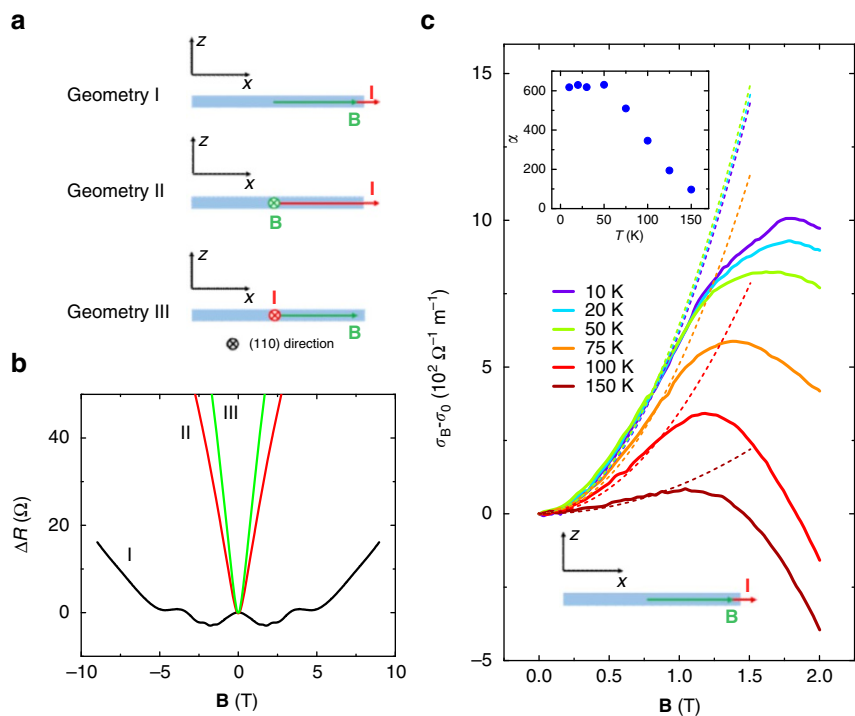 a
z
x
Geometry I
I
B
z
x
Geometry II
I
B
z
x
Geometry III
I
B
⊗ (110) direction
b
ΔR (Ω)
40
20
0
I
II
III
−10
−5
0
5
10
B (T)
c
σB-σ0 (10² Ω⁻¹ m⁻¹)
15
10
5
0
−5
α
600
400
200
0
0
50
100
150
T (K)
10 K
20 K
50 K
75 K
100 K
150 K
z
x
I
B
0.0
0.5
1.0
1.5
2.0
B (T)